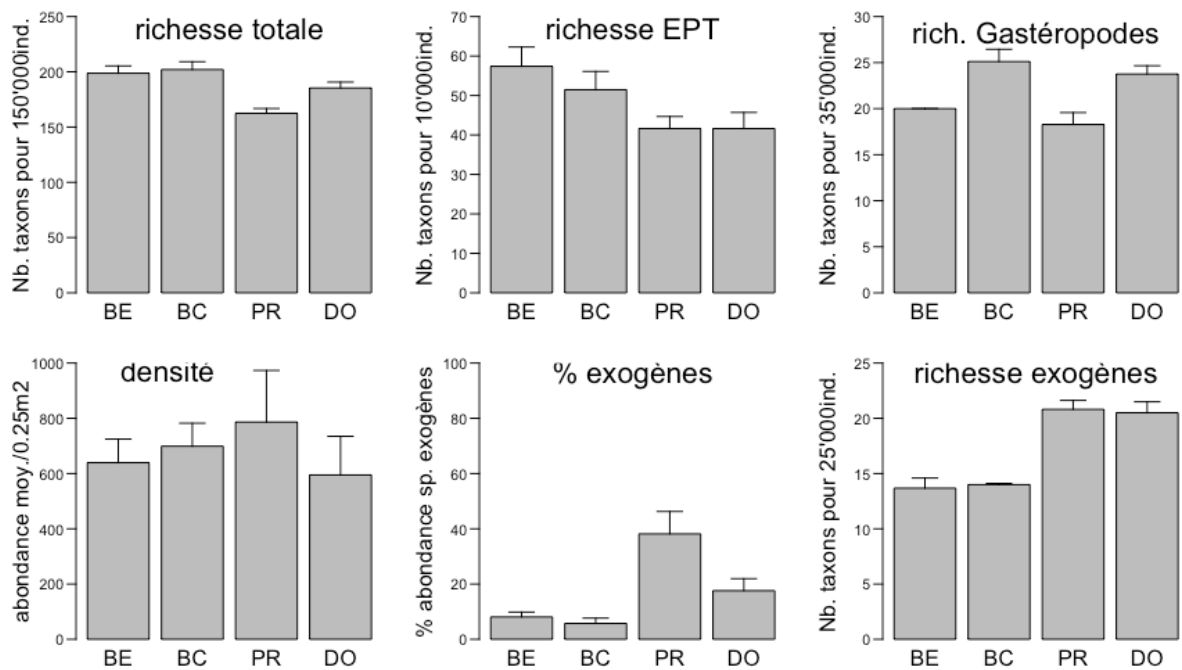 richesse totale
Nb. taxons pour 150'000ind.
250
200
150
100
50
0
BE BC PR DO
richesse EPT
Nb. taxons pour 10'000ind.
70
60
50
40
30
20
10
0
BE BC PR DO
rich. Gastéropodes
Nb. taxons pour 35'000ind.
30
25
20
15
10
5
0
BE BC PR DO
densité
abondance moy./0.25m2
1000
800
600
400
200
0
BE BC PR DO
% exogènes
% abondance sp. exogènes
100
80
60
40
20
0
BE BC PR DO
richesse exogènes
Nb. taxons pour 25'000ind.
25
20
15
10
5
0
BE BC PR DO